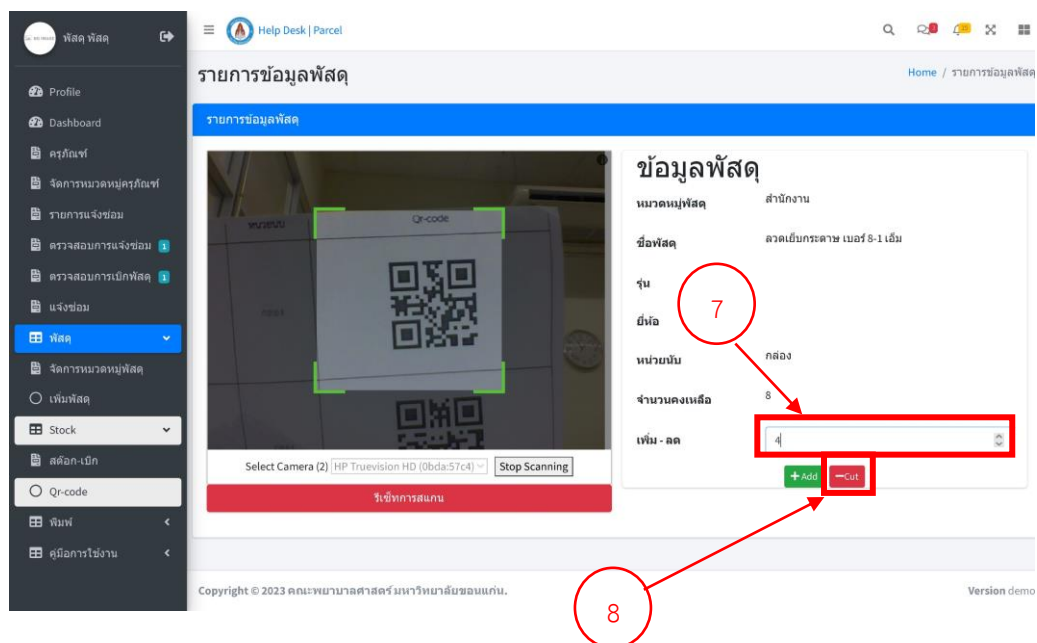 พัสดุ พัสดุ
Help Desk | Parcel
Profile
Dashboard
ครุภัณฑ์
จัดการหมวดหมู่ครุภัณฑ์
รายการแจ้งซ่อม
ตรวจสอบการแจ้งซ่อม 1
ตรวจสอบการเบิกพัสดุ 1
แจ้งซ่อม
พัสดุ
จัดการหมวดหมู่พัสดุ
เพิ่มพัสดุ
Stock
สต๊อก-เบิก
Qr-code
พิมพ์
คู่มือการใช้งาน
รายการข้อมูลพัสดุ
Home / รายการข้อมูลพัสดุ
รายการข้อมูลพัสดุ
หน่วยนับ
Qr-code
กล่อง
Select Camera (2) HP Truevision HD (0bda:57c4) Stop Scanning
รีเซ็ทการสแกน
ข้อมูลพัสดุ
หมวดหมู่พัสดุ สำนักงาน
ชื่อพัสดุ ลวดเย็บกระดาษ เบอร์ 8-1 เอ็ม
รุ่น
ยี่ห้อ
หน่วยนับ กล่อง
จำนวนคงเหลือ 8
เพิ่ม - ลด 4
+ Add −Cut
7
8
Copyright © 2023 คณะพยาบาลศาสตร์ มหาวิทยาลัยขอนแก่น.
Version demo